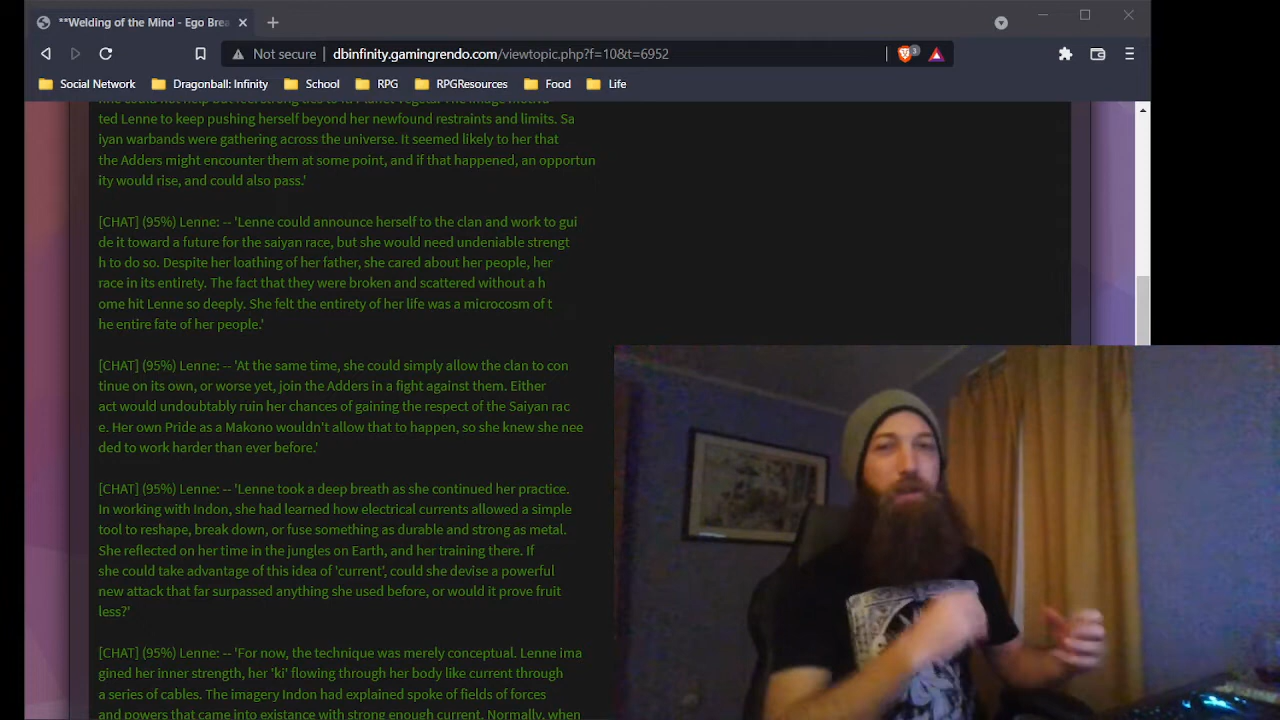 **Welding of the Mind - Ego Brea
Not secure | dbinfinity.gamingrendo.com/viewtopic.php?f=10&t=6952
3
Social Network Dragonball: Infinity School RPG RPGResources Food Life
ted Lenne to keep pushing herself beyond her newfound restraints and limits. Sa
iyan warbands were gathering across the universe. It seemed likely to her that
the Adders might encounter them at some point, and if that happened, an opportun
ity would rise, and could also pass.'
[CHAT] (95%) Lenne: -- 'Lenne could announce herself to the clan and work to gui
de it toward a future for the saiyan race, but she would need undeniable strengt
h to do so. Despite her loathing of her father, she cared about her people, her
race in its entirety. The fact that they were broken and scattered without a h
ome hit Lenne so deeply. She felt the entirety of her life was a microcosm of t
he entire fate of her people.'
[CHAT] (95%) Lenne: -- 'At the same time, she could simply allow the clan to con
tinue on its own, or worse yet, join the Adders in a fight against them. Either
act would undoubtably ruin her chances of gaining the respect of the Saiyan rac
e. Her own Pride as a Makono wouldn't allow that to happen, so she knew she nee
ded to work harder than ever before.'
[CHAT] (95%) Lenne: -- 'Lenne took a deep breath as she continued her practice.
In working with Indon, she had learned how electrical currents allowed a simple
tool to reshape, break down, or fuse something as durable and strong as metal.
She reflected on her time in the jungles on Earth, and her training there. If
she could take advantage of this idea of 'current', could she devise a powerful
new attack that far surpassed anything she used before, or would it prove fruit
less?'
[CHAT] (95%) Lenne: -- 'For now, the technique was merely conceptual. Lenne ima
gined her inner strength, her 'ki' flowing through her body like current through
a series of cables. The imagery Indon had explained spoke of fields of forces
and powers that came into existance with strong enough current. Normally, when